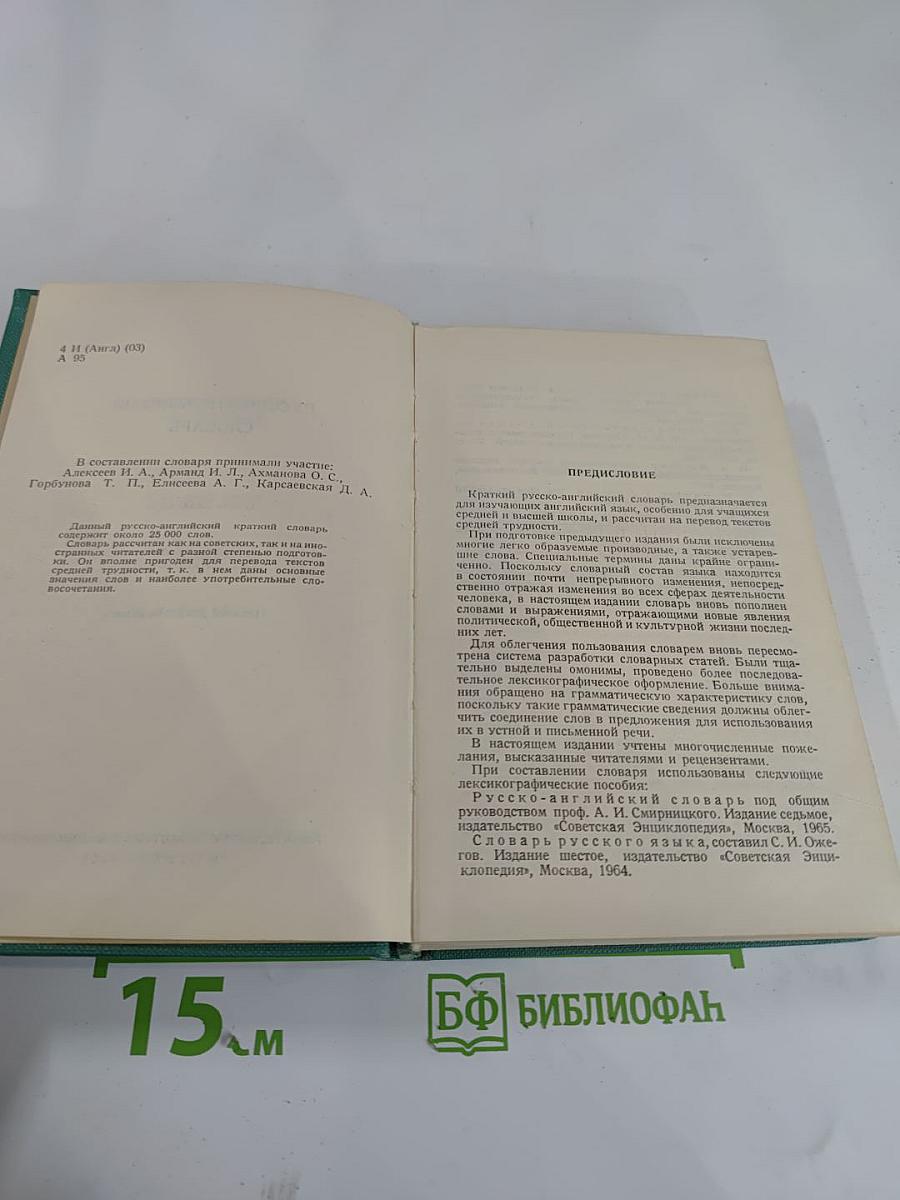 4 И (Англ) (03)
А 95
В составлении словаря принимали участие:
Алексеев И. А., Арманд И. Л., Ахманова О. С.,
Горбунова Т. П., Елисеева А. Г., Карсаевская Д. А.
Данный русско-английский краткий словарь
содержит около 25 000 слов.
Словарь рассчитан как на советских, так и на ино-
странных читателей с разной степенью подготов-
ки. Он вполне пригоден для перевода текстов
средней трудности, т. к. в нем даны основные
значения слов и наиболее употребительные сло-
восочетания.
ПРЕДИСЛОВИЕ
Краткий русско-английский словарь предназначается
для изучающих английский язык, особенно для учащихся
средней и высшей школы, и рассчитан на перевод текстов
средней трудности.
При подготовке предыдущего издания были исключены
многие легко образуемые производные, а также устарев-
шие слова. Специальные термины даны крайне ограни-
ченно. Поскольку словарный состав языка находится
в состоянии почти непрерывного изменения, непосред-
ственно отражая изменения во всех сферах деятельности
человека, в настоящем издании словарь вновь пополнен
словами и выражениями, отражающими новые явления
политической, общественной и культурной жизни послед-
них лет.
Для облегчения пользования словарем вновь пересмо-
трена система разработки словарных статей. Были тща-
тельно выделены омонимы, проведено более последова-
тельное лексикографическое оформление. Больше внима-
ния обращено на грамматическую характеристику слов,
поскольку такие грамматические сведения должны облег-
чить соединение слов в предложения для использования
их в устной и письменной речи.
В настоящем издании учтены многочисленные поже-
лания, высказанные читателями и рецензентами.
При составлении словаря использованы следующие
лексикографические пособия:
Русско-английский словарь под общим
руководством проф. А. И. Смирницкого. Издание седьмое,
издательство «Советская Энциклопедия», Москва, 1965.
Словарь русского языка, составил С. И. Оже-
гов. Издание шестое, издательство «Советская Энци-
клопедия», Москва, 1964.
15 см
БФ БИБЛИОФАН